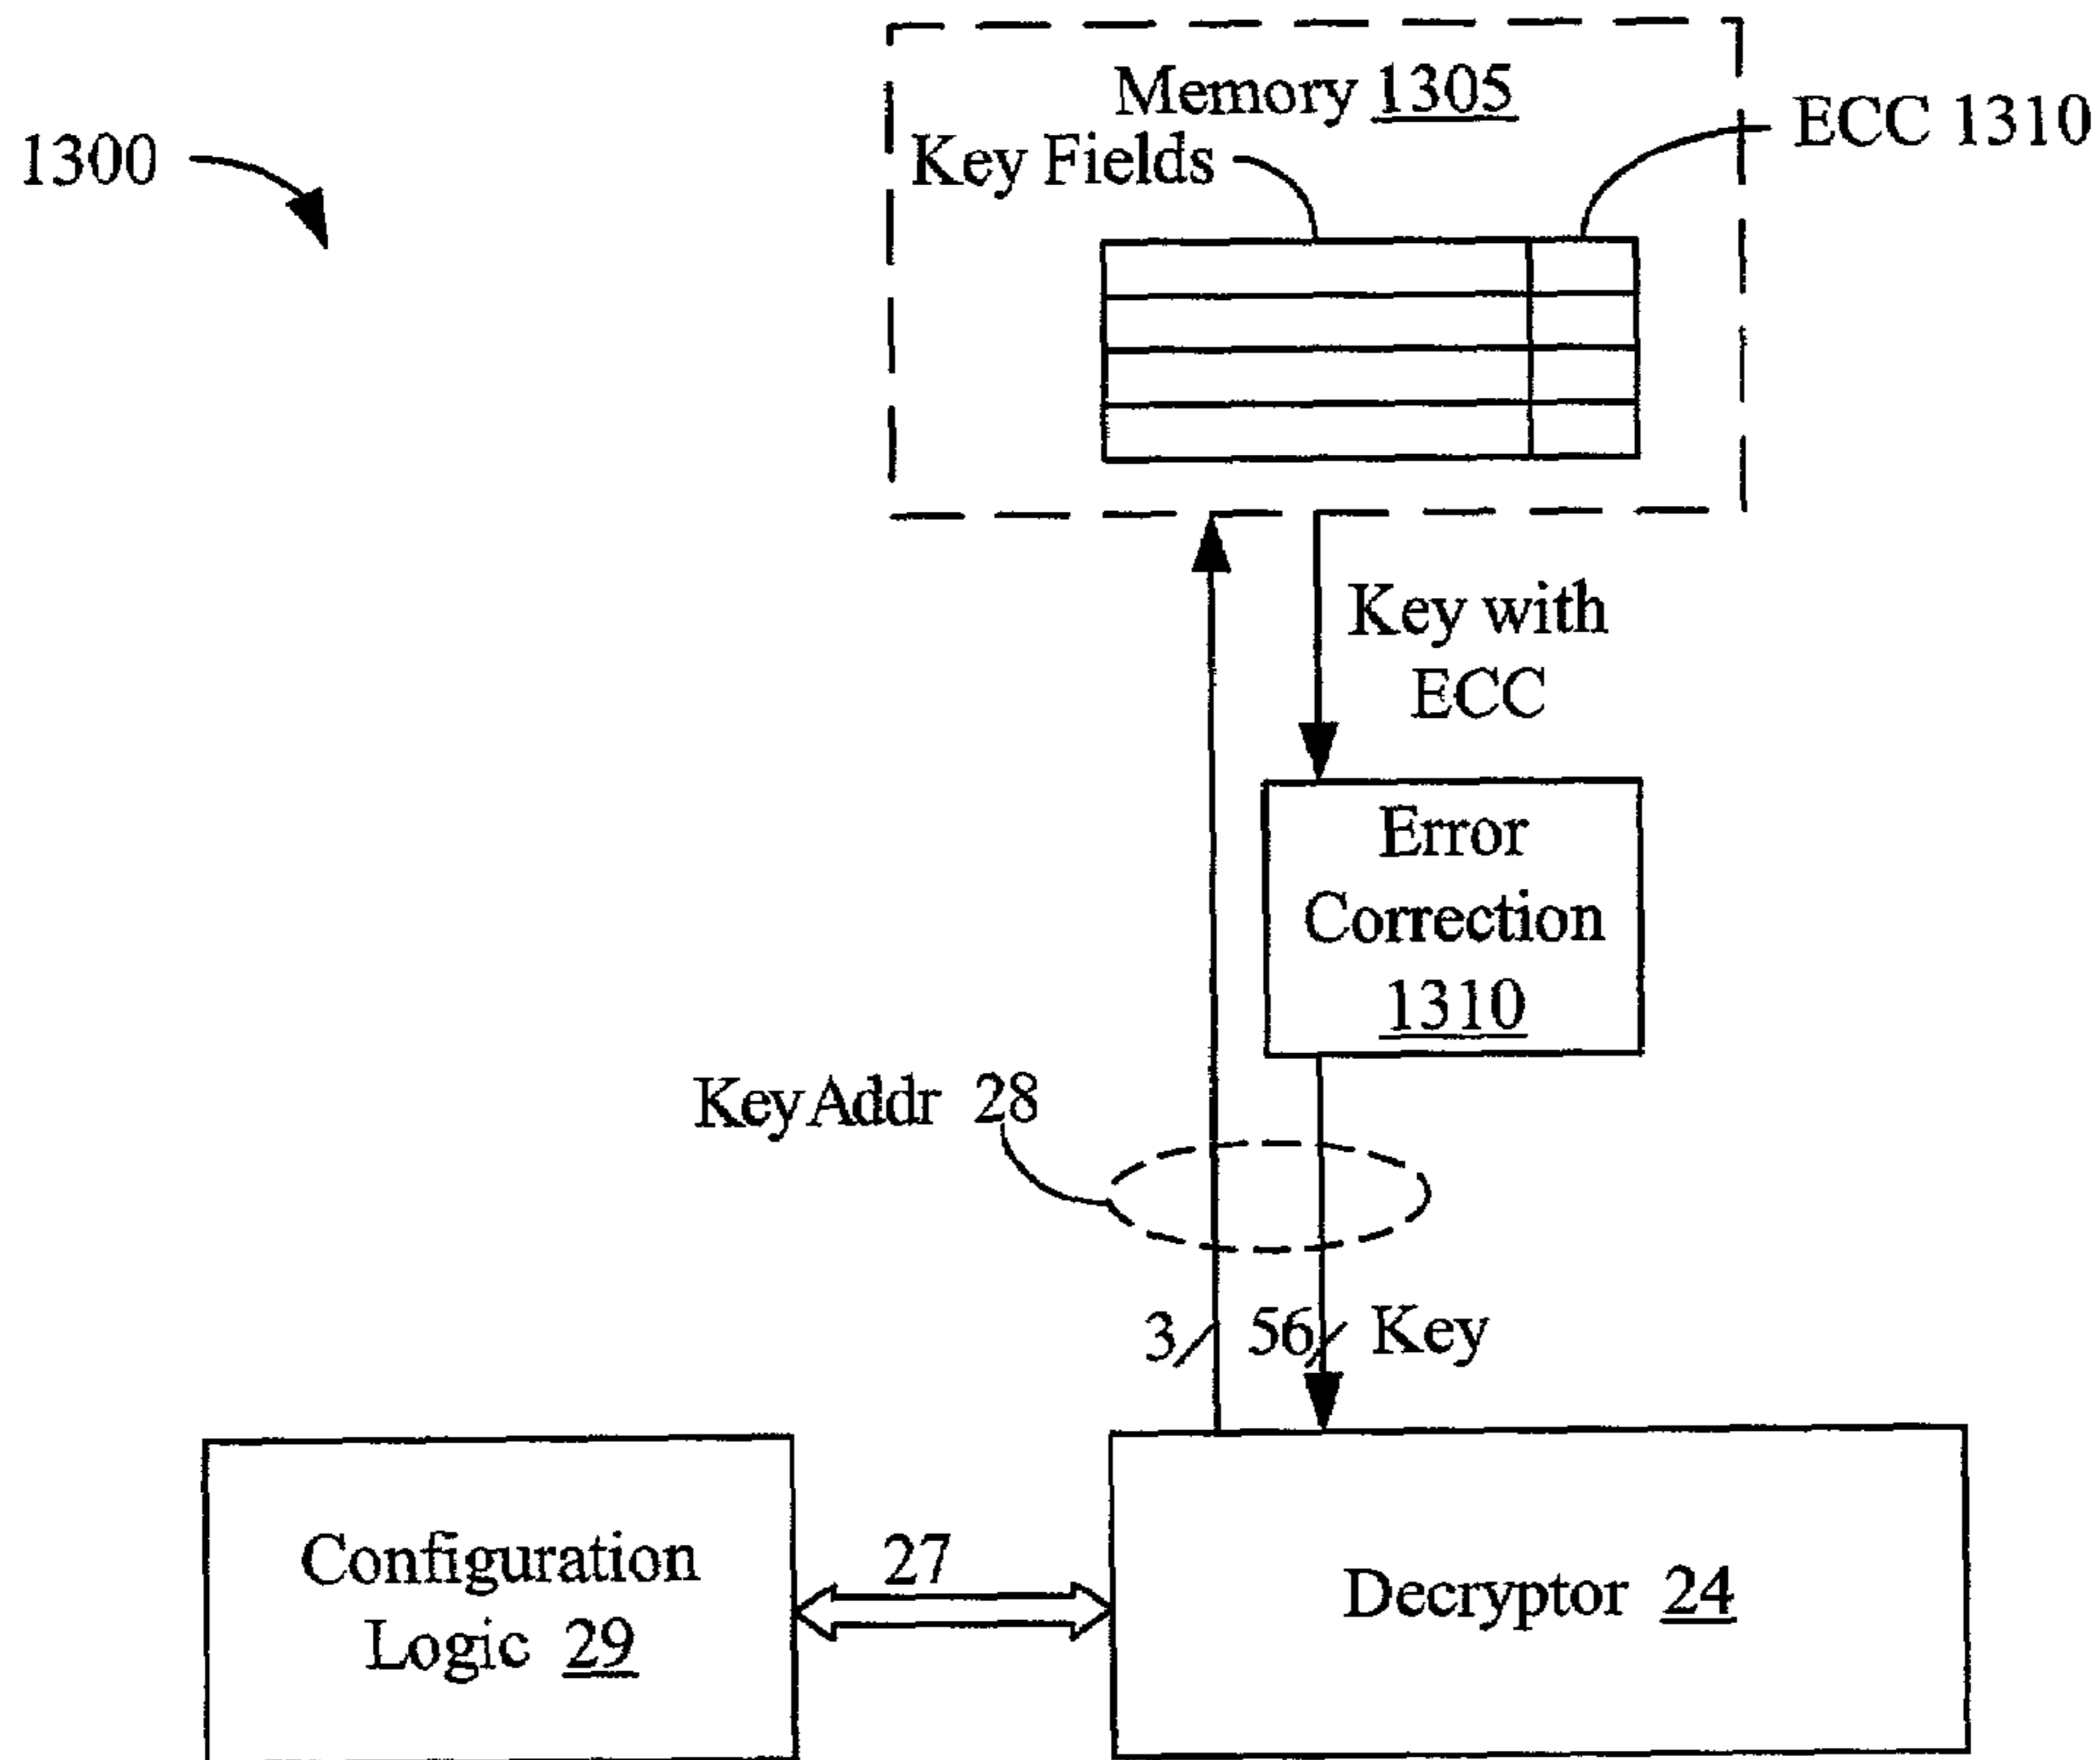 Memory 1305
ECC 1310
1300
Key Fields
Key with
ECC
Error
Correction
1310
KeyAddr 28
3
56
Key
27
Configuration
Logic 29
Decryptor 24